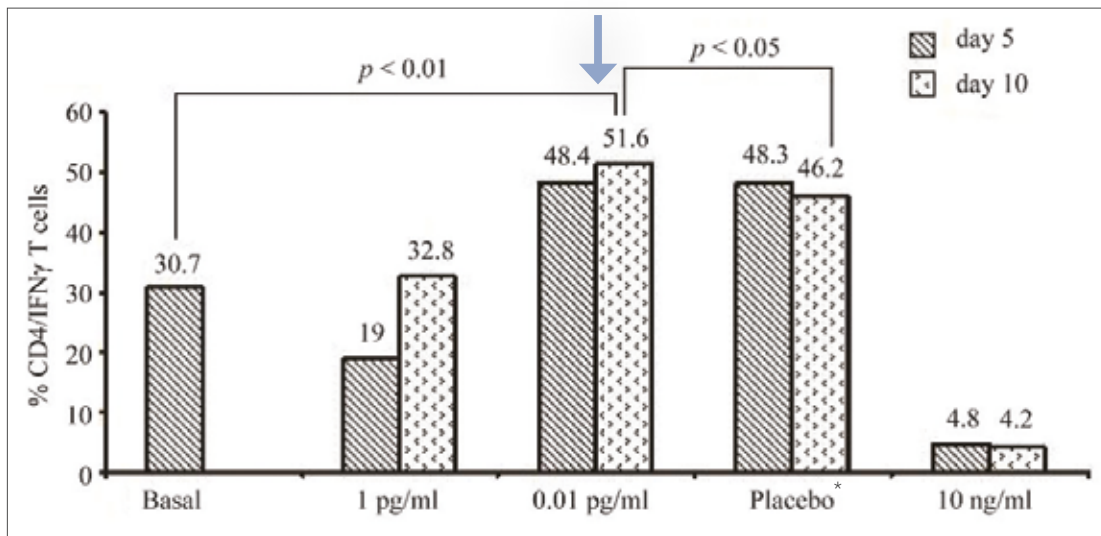 day 5
p < 0.05
p < 0.01
day 10
60
51.6
50
48.4
48.3
46.2
% CD4/IFNγ T cells
40
30.7
32.8
30
19
20
10
4.8
4.2
0
Basal
1 pg/ml
0.01 pg/ml
Placebo*
10 ng/ml